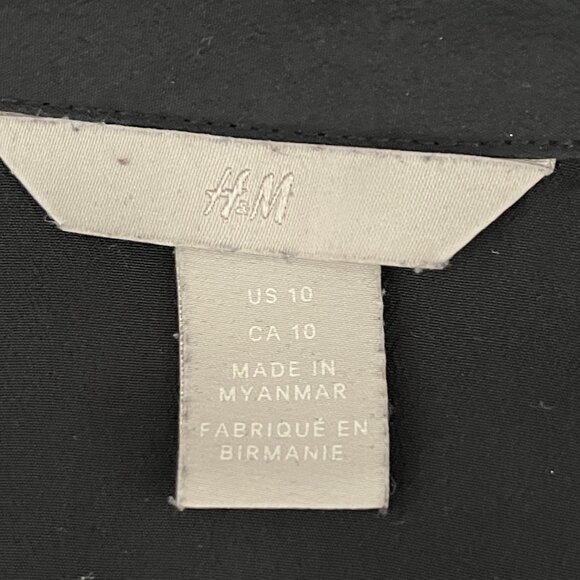 H&M
US 10
CA 10
MADE IN
MYANMAR
FABRIQUÉ EN
BIRMANIE